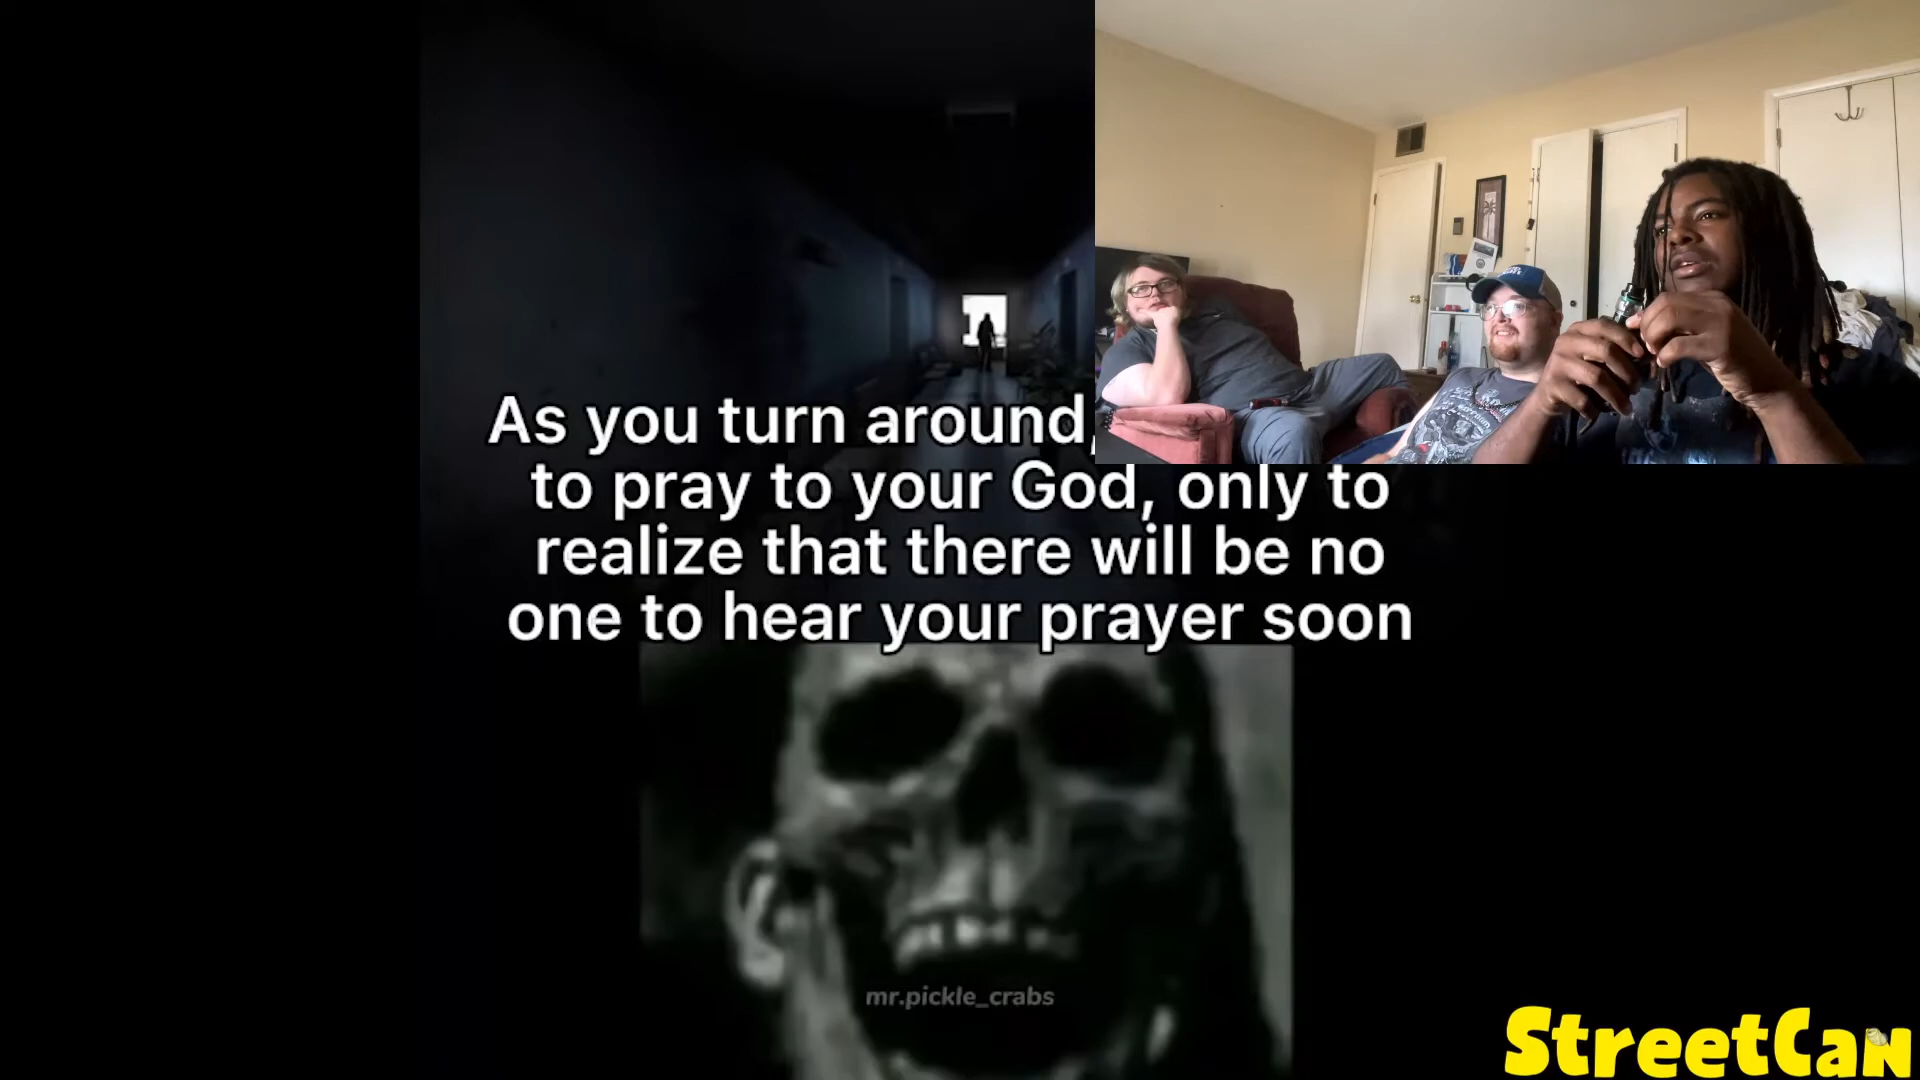 As you turn around,
to pray to your God, only to
realize that there will be no
one to hear your prayer soon
mr.pickle_crabs
StreetCaN